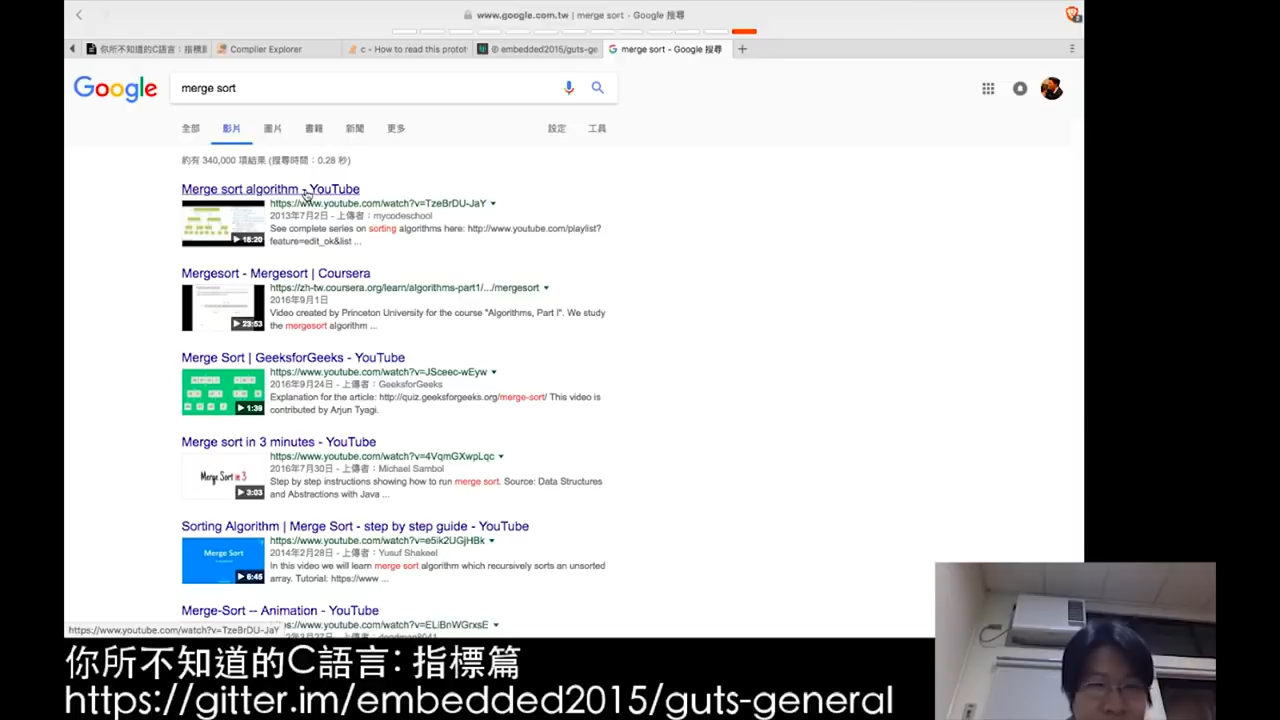 www.google.com.tw | merge sort - Google 搜尋
你所不知道的C語言：指標
Compiler Explorer
c - How to read this protot
@ embedded2015/guts-ge
merge sort - Google 搜尋
Google
merge sort
全部 影片 圖片 書籍 新聞 更多 設定 工具
約有 340,000 項結果 (搜尋時間：0.28 秒)
Merge sort algorithm - YouTube
https://www.youtube.com/watch?v=TzeBrDU-JaY
2013年7月2日 - 上傳者：mycodeschool
See complete series on sorting algorithms here: http://www.youtube.com/playlist?
feature=edit_ok&list ...
18:20
Mergesort - Mergesort | Coursera
https://zh-tw.coursera.org/learn/algorithms-part1/.../mergesort
2016年9月1日
Video created by Princeton University for the course "Algorithms, Part I". We study
the mergesort algorithm ...
23:53
Merge Sort | GeeksforGeeks - YouTube
https://www.youtube.com/watch?v=JSceec-wEyw
2016年9月24日 - 上傳者：GeeksforGeeks
Explanation for the article: http://quiz.geeksforgeeks.org/merge-sort/ This video is
contributed by Arjun Tyagi.
1:39
Merge sort in 3 minutes - YouTube
https://www.youtube.com/watch?v=4VqmGXwpLqc
2016年7月30日 - 上傳者：Michael Sambol
Step by step instructions showing how to run merge sort. Source: Data Structures
and Abstractions with Java ...
Merge Sort in 3
3:03
Sorting Algorithm | Merge Sort - step by step guide - YouTube
https://www.youtube.com/watch?v=e5ik2UGjHBk
2014年2月28日 - 上傳者：Yusuf Shakeel
In this video we will learn merge sort algorithm which recursively sorts an unsorted
array. Tutorial: https://www ...
Merge Sort
6:45
Merge-Sort -- Animation - YouTube
https://www.youtube.com/watch?v=TzeBrDU-JaY
be.com/watch?v=ELiBnWGrxsE
你所不知道的C語言: 指標篇
https://gitter.im/embedded2015/guts-general